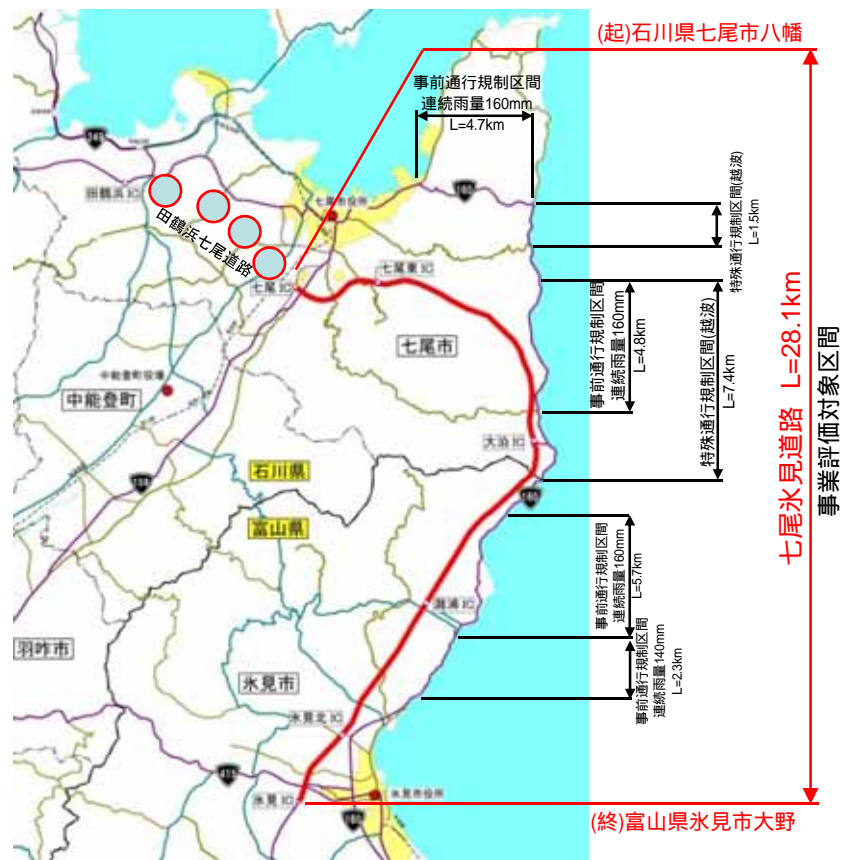 (起)石川県七尾市八幡
事前通行規制区間
連続雨量160mm
L=4.7km
249
田鶴浜IC
七尾市役所
160
田鶴浜七尾道路
特殊通行規制区間(越波)
L=1.5km
七尾IC
七尾東IC
事前通行規制区間
連続雨量160mm
L=4.8km
特殊通行規制区間(越波)
L=7.4km
七尾市
中能登町役場
中能登町
大泊IC
石川県
富山県
160
七尾氷見道路 L=28.1km
事業評価対象区間
事前通行規制区間
連続雨量160mm
L=5.7km
灘浦IC
羽咋市
氷見市
事前通行規制区間
連続雨量140mm
L=2.3km
氷見北IC
415
氷見IC
氷見市役所
160
(終)富山県氷見市大野